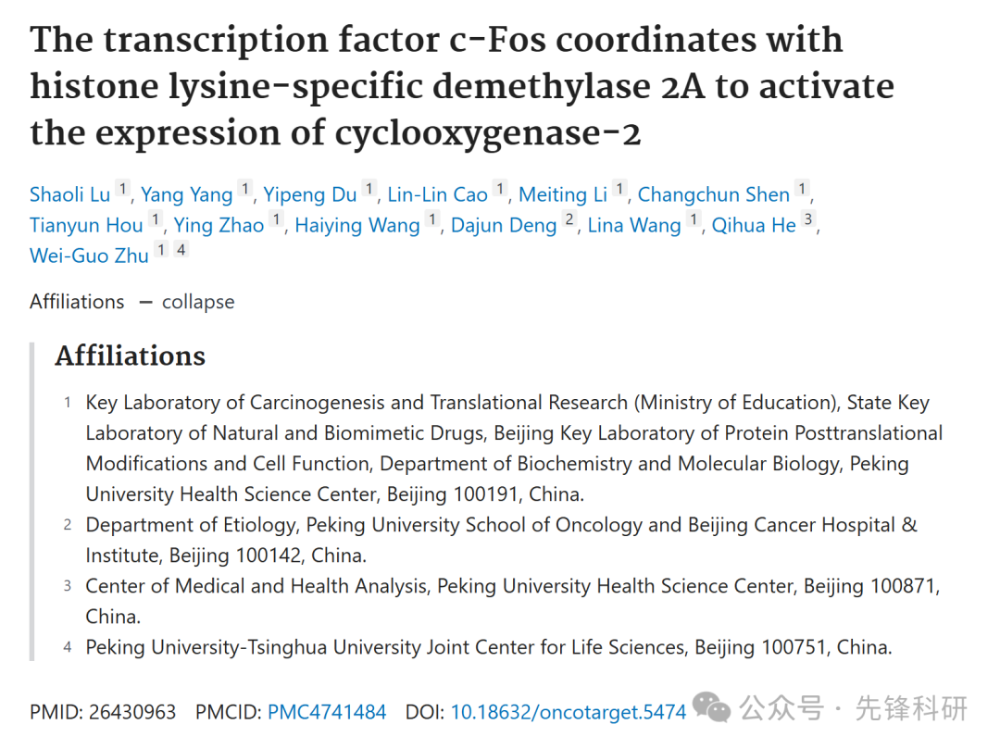 The transcription factor c-Fos coordinates with
histone lysine-specific demethylase 2A to activate
the expression of cyclooxygenase-2
Shaoli Lu 1, Yang Yang 1, Yipeng Du 1, Lin-Lin Cao 1, Meiting Li 1, Changchun Shen 1,
Tianyun Hou 1, Ying Zhao 1, Haiying Wang 1, Dajun Deng 2, Lina Wang 1, Qihua He 3,
Wei-Guo Zhu 1 4
Affiliations — collapse
Affiliations
1 Key Laboratory of Carcinogenesis and Translational Research (Ministry of Education), State Key
Laboratory of Natural and Biomimetic Drugs, Beijing Key Laboratory of Protein Posttranslational
Modifications and Cell Function, Department of Biochemistry and Molecular Biology, Peking
University Health Science Center, Beijing 100191, China.
2 Department of Etiology, Peking University School of Oncology and Beijing Cancer Hospital &
Institute, Beijing 100142, China.
3 Center of Medical and Health Analysis, Peking University Health Science Center, Beijing 100871,
China.
4 Peking University-Tsinghua University Joint Center for Life Sciences, Beijing 100751, China.
PMID: 26430963 PMCID: PMC4741484 DOI: 10.18632/oncotarget.5474 公众号 · 先锋科研